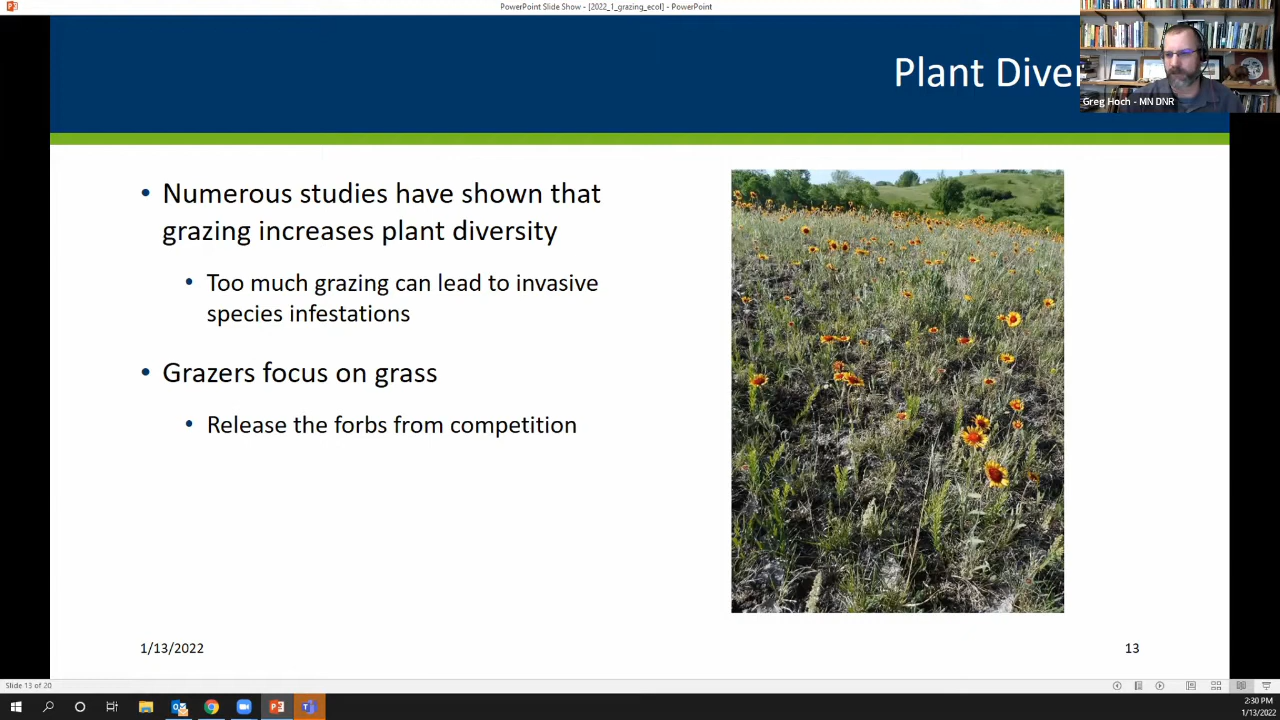 PowerPoint Slide Show - [2022_1_grazing_ecol] - PowerPoint
Plant Diver
Greg Hoch - MN DNR
• Numerous studies have shown that
grazing increases plant diversity
• Too much grazing can lead to invasive
species infestations
• Grazers focus on grass
• Release the forbs from competition
1/13/2022
13
Slide 13 of 20
2:30 PM
1/13/2022